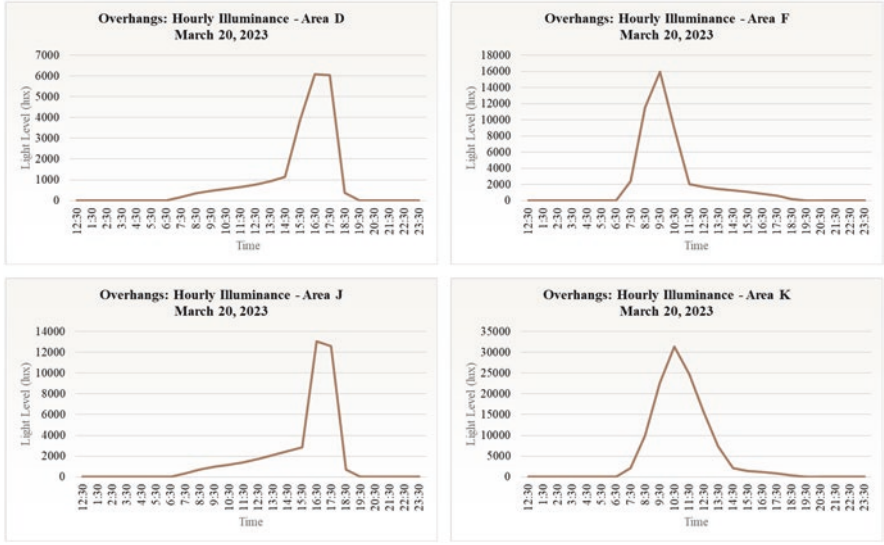 Overhangs: Hourly Illuminance - Area D
March 20, 2023
Light Level (lux)
7000
6000
5000
4000
3000
2000
1000
0
12:30 1:30 2:30 3:30 4:30 5:30 6:30 7:30 8:30 9:30 10:30 11:30 12:30 13:30 14:30 15:30 16:30 17:30 18:30 19:30 20:30 21:30 22:30 23:30
Time
Overhangs: Hourly Illuminance - Area F
March 20, 2023
Light Level (lux)
18000
16000
14000
12000
10000
8000
6000
4000
2000
0
12:30 1:30 2:30 3:30 4:30 5:30 6:30 7:30 8:30 9:30 10:30 11:30 12:30 13:30 14:30 15:30 16:30 17:30 18:30 19:30 20:30 21:30 22:30 23:30
Time
Overhangs: Hourly Illuminance - Area J
March 20, 2023
Light Level (lux)
14000
12000
10000
8000
6000
4000
2000
0
12:30 1:30 2:30 3:30 4:30 5:30 6:30 7:30 8:30 9:30 10:30 11:30 12:30 13:30 14:30 15:30 16:30 17:30 18:30 19:30 20:30 21:30 22:30 23:30
Time
Overhangs: Hourly Illuminance - Area K
March 20, 2023
Light Level (lux)
35000
30000
25000
20000
15000
10000
5000
0
12:30 1:30 2:30 3:30 4:30 5:30 6:30 7:30 8:30 9:30 10:30 11:30 12:30 13:30 14:30 15:30 16:30 17:30 18:30 19:30 20:30 21:30 22:30 23:30
Time